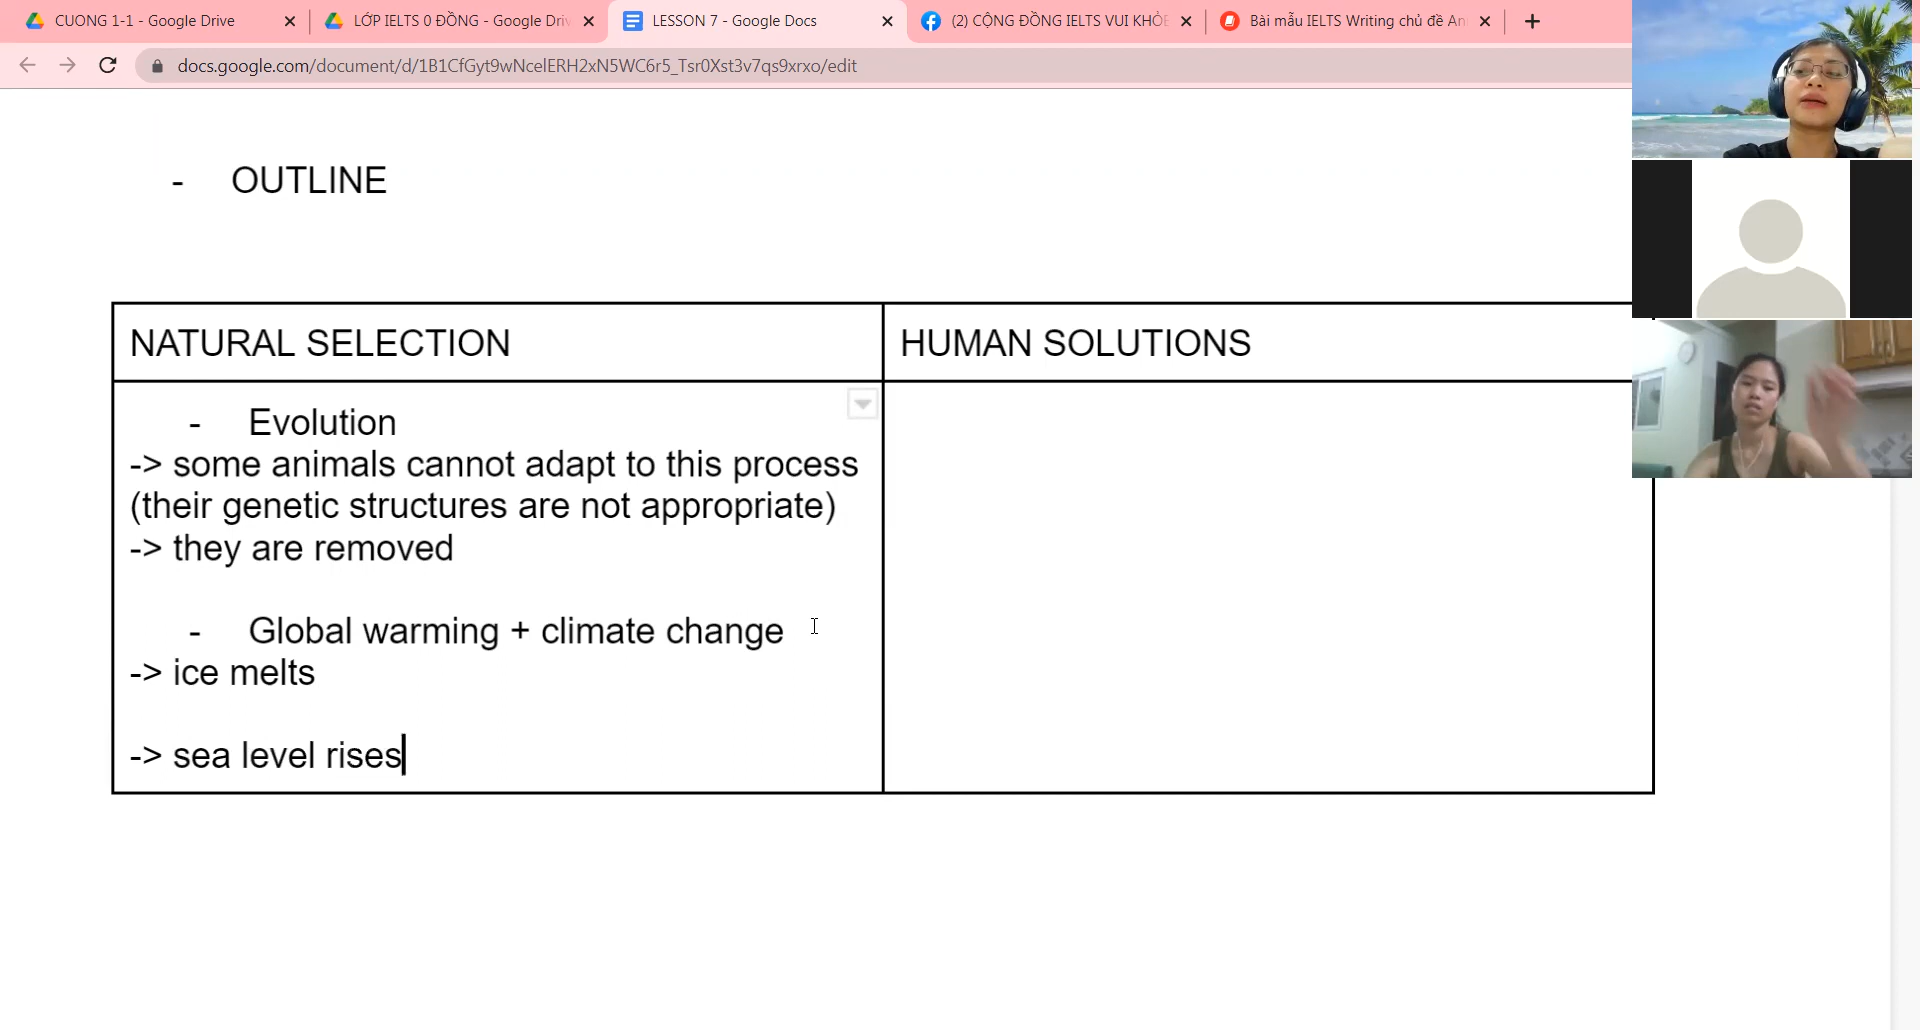 CUONG 1-1 - Google Drive
LỚP IELTS 0 ĐỒNG - Google Driv
LESSON 7 - Google Docs
(2) CỘNG ĐỒNG IELTS VUI KHỎE
Bài mẫu IELTS Writing chủ đề An
docs.google.com/document/d/1B1CfGyt9wNcelERH2xN5WC6r5_Tsr0Xst3v7qs9xrxo/edit
- OUTLINE
NATURAL SELECTION
HUMAN SOLUTIONS
- Evolution
-> some animals cannot adapt to this process
(their genetic structures are not appropriate)
-> they are removed
- Global warming + climate change
-> ice melts
-> sea level rises